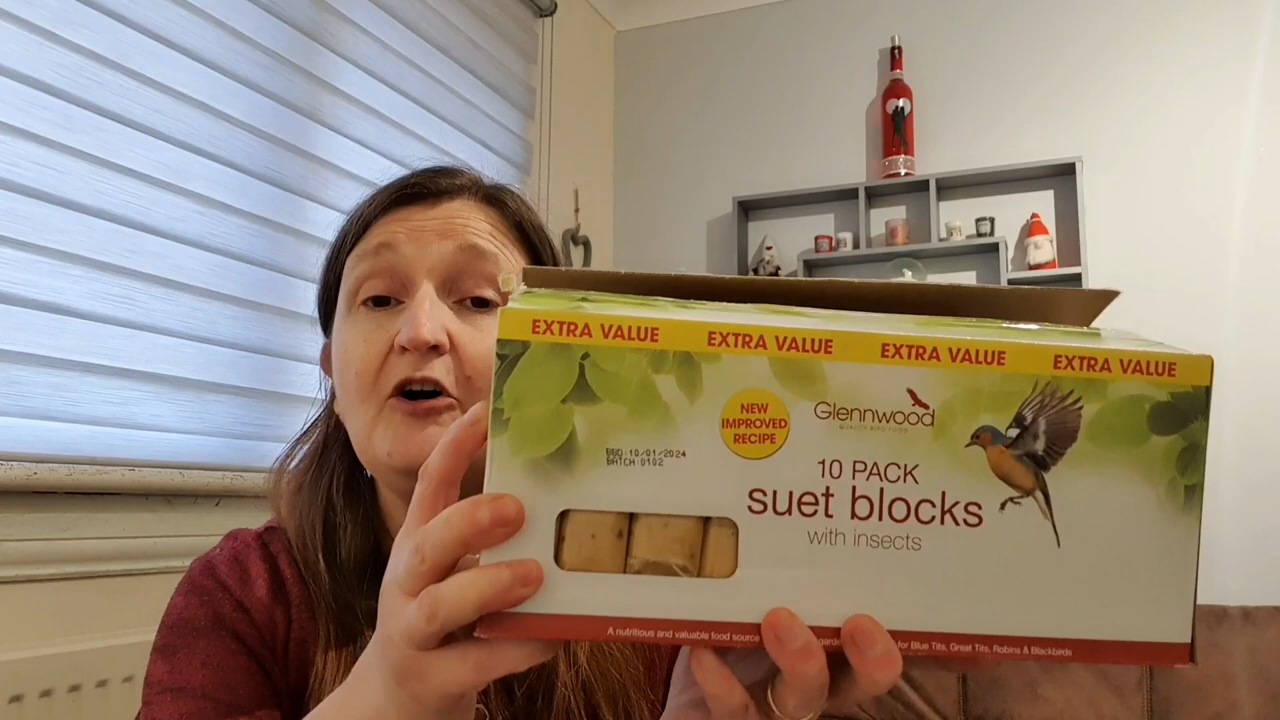 EXTRA VALUE EXTRA VALUE EXTRA VALUE EXTRA VALUE
NEW
IMPROVED
RECIPE
Glennwood
QUALITY BIRD FOOD
BBD:10/01/2024
BATCH:0102
10 PACK
suet blocks
with insects
A nutritious and valuable food source garde for Blue Tits, Great Tits, Robins & Blackbirds